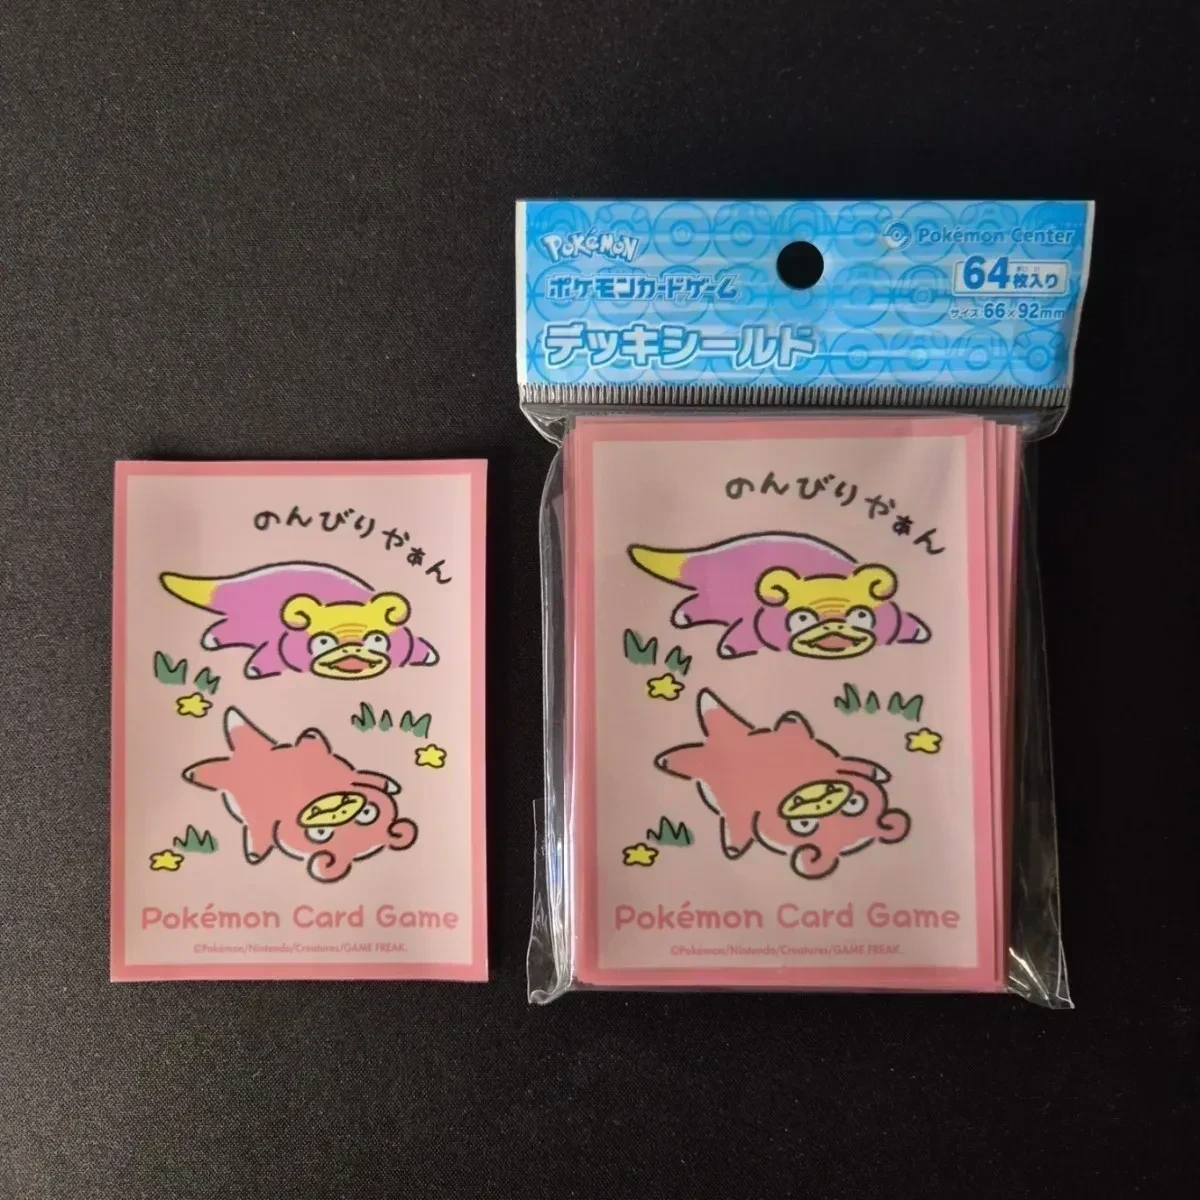 のんびりやぁん
Pokémon Card Game
©Pokémon/Nintendo/Creatures/GAME FREAK.
POKÉMON
Pokémon Center
ポケモンカードゲーム
64枚入り
サイズ:66×92mm
デッキシールド
のんびりやぁん
Pokémon Card Game
©Pokémon/Nintendo/Creatures/GAME FREAK.